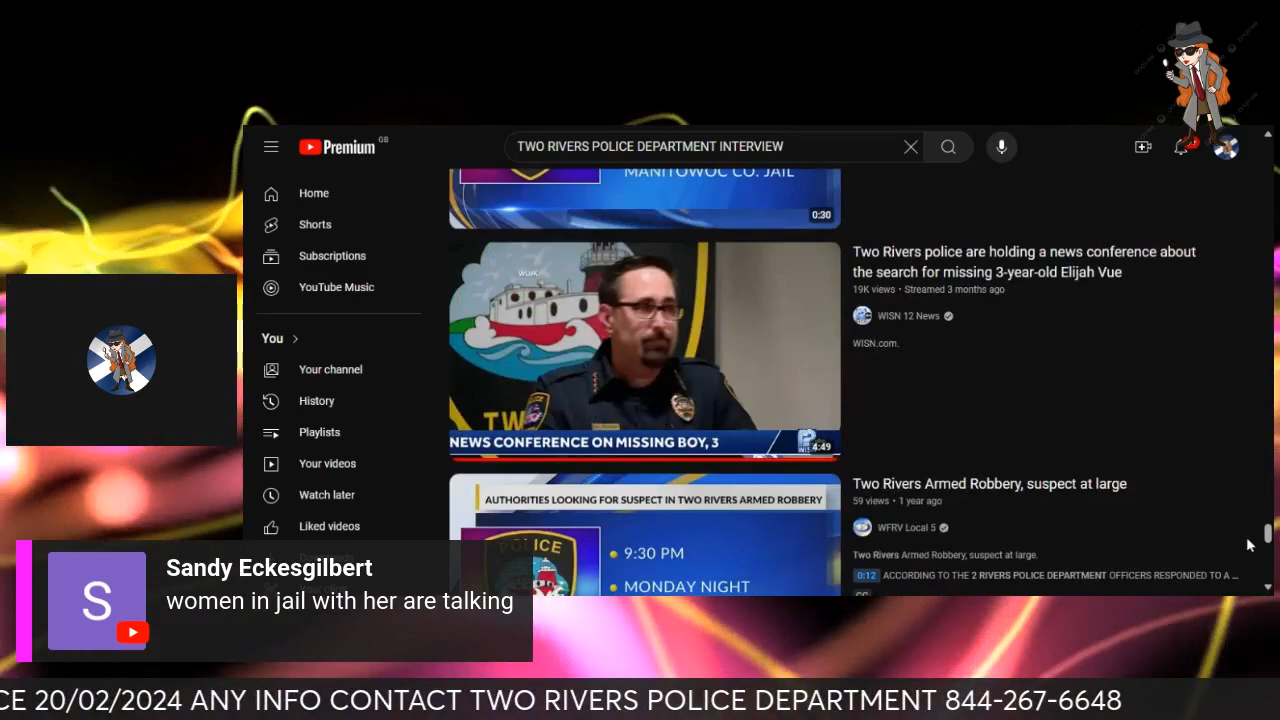 Premium GB
TWO RIVERS POLICE DEPARTMENT INTERVIEW
Home
Shorts
Subscriptions
YouTube Music
You
Your channel
History
Playlists
Your videos
Watch later
Liked videos
MANITOWOC CO. JAIL
0:30
Two Rivers police are holding a news conference about
the search for missing 3-year-old Elijah Vue
19K views • Streamed 3 months ago
WISN 12 News
WISN.com.
TW
NEWS CONFERENCE ON MISSING BOY, 3
4:49
Two Rivers Armed Robbery, suspect at large
59 views • 1 year ago
WFRV Local 5
Two Rivers Armed Robbery, suspect at large.
0:12 ACCORDING TO THE 2 RIVERS POLICE DEPARTMENT OFFICERS RESPONDED TO A ...
AUTHORITIES LOOKING FOR SUSPECT IN TWO RIVERS ARMED ROBBERY
POLICE
9:30 PM
MONDAY NIGHT
S
Sandy Eckesgilbert
women in jail with her are talking
CE 20/02/2024 ANY INFO CONTACT TWO RIVERS POLICE DEPARTMENT 844-267-6648